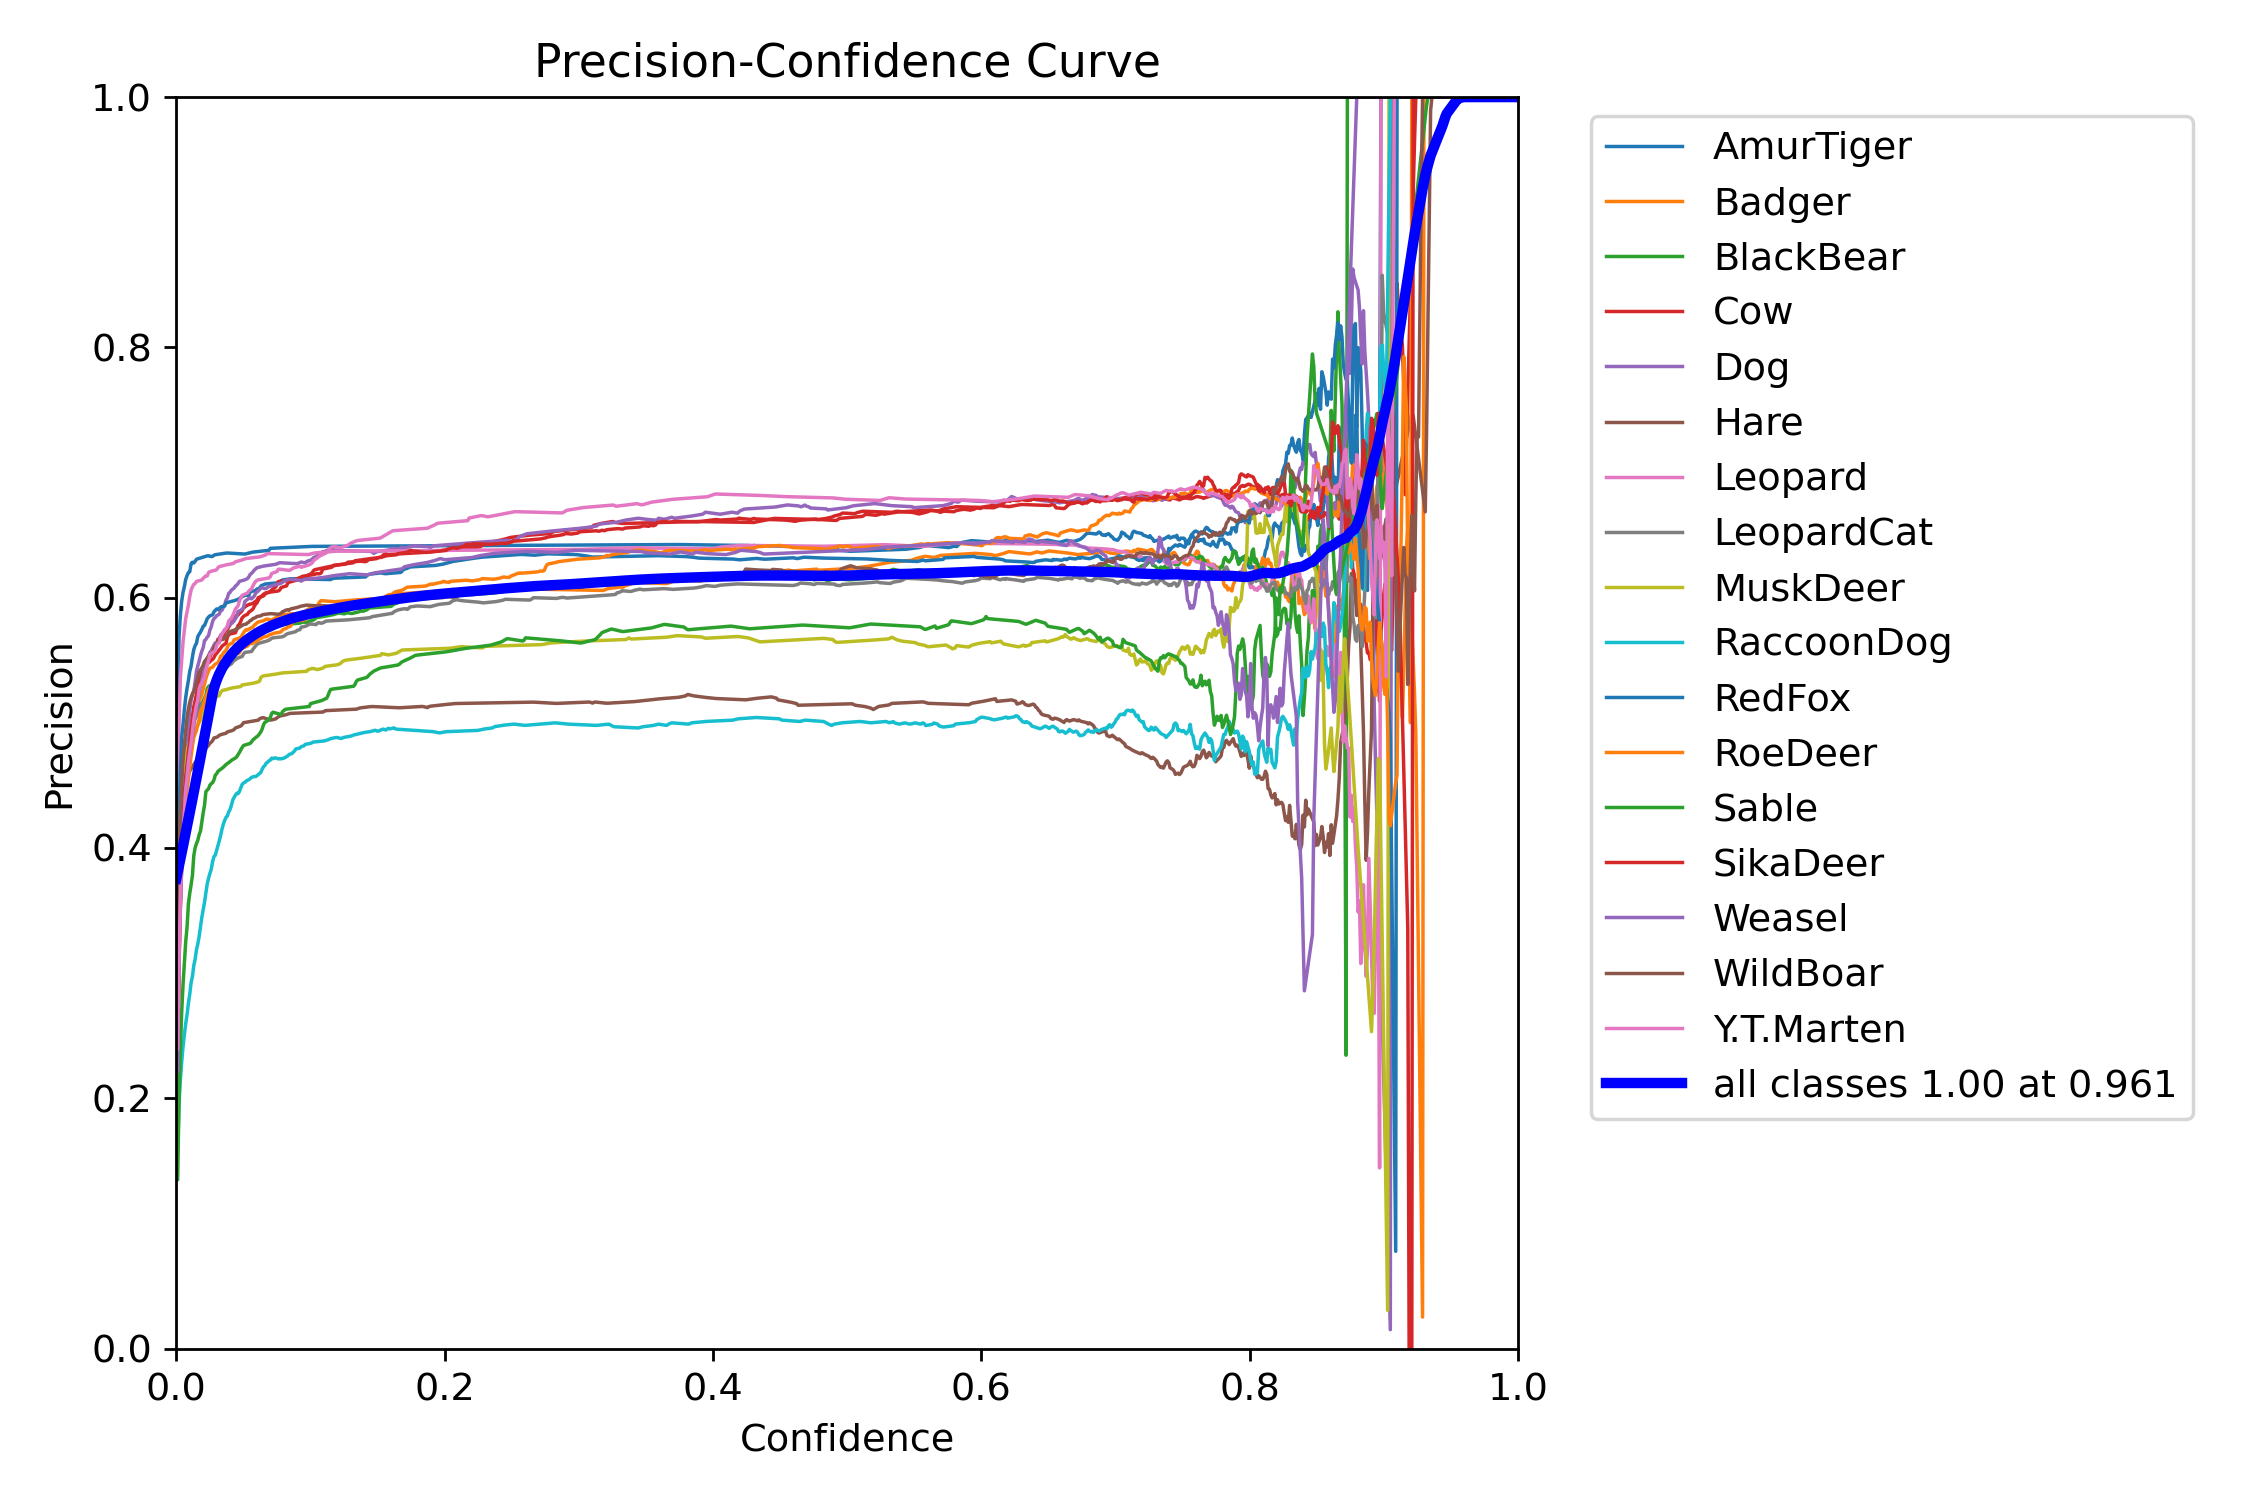 Precision-Confidence Curve
1.0
0.8
0.6
0.4
0.2
0.0
Precision
0.0 0.2 0.4 0.6 0.8 1.0
Confidence
AmurTiger
Badger
BlackBear
Cow
Dog
Hare
Leopard
LeopardCat
MuskDeer
RaccoonDog
RedFox
RoeDeer
Sable
SikaDeer
Weasel
WildBoar
Y.T.Marten
all classes 1.00 at 0.961